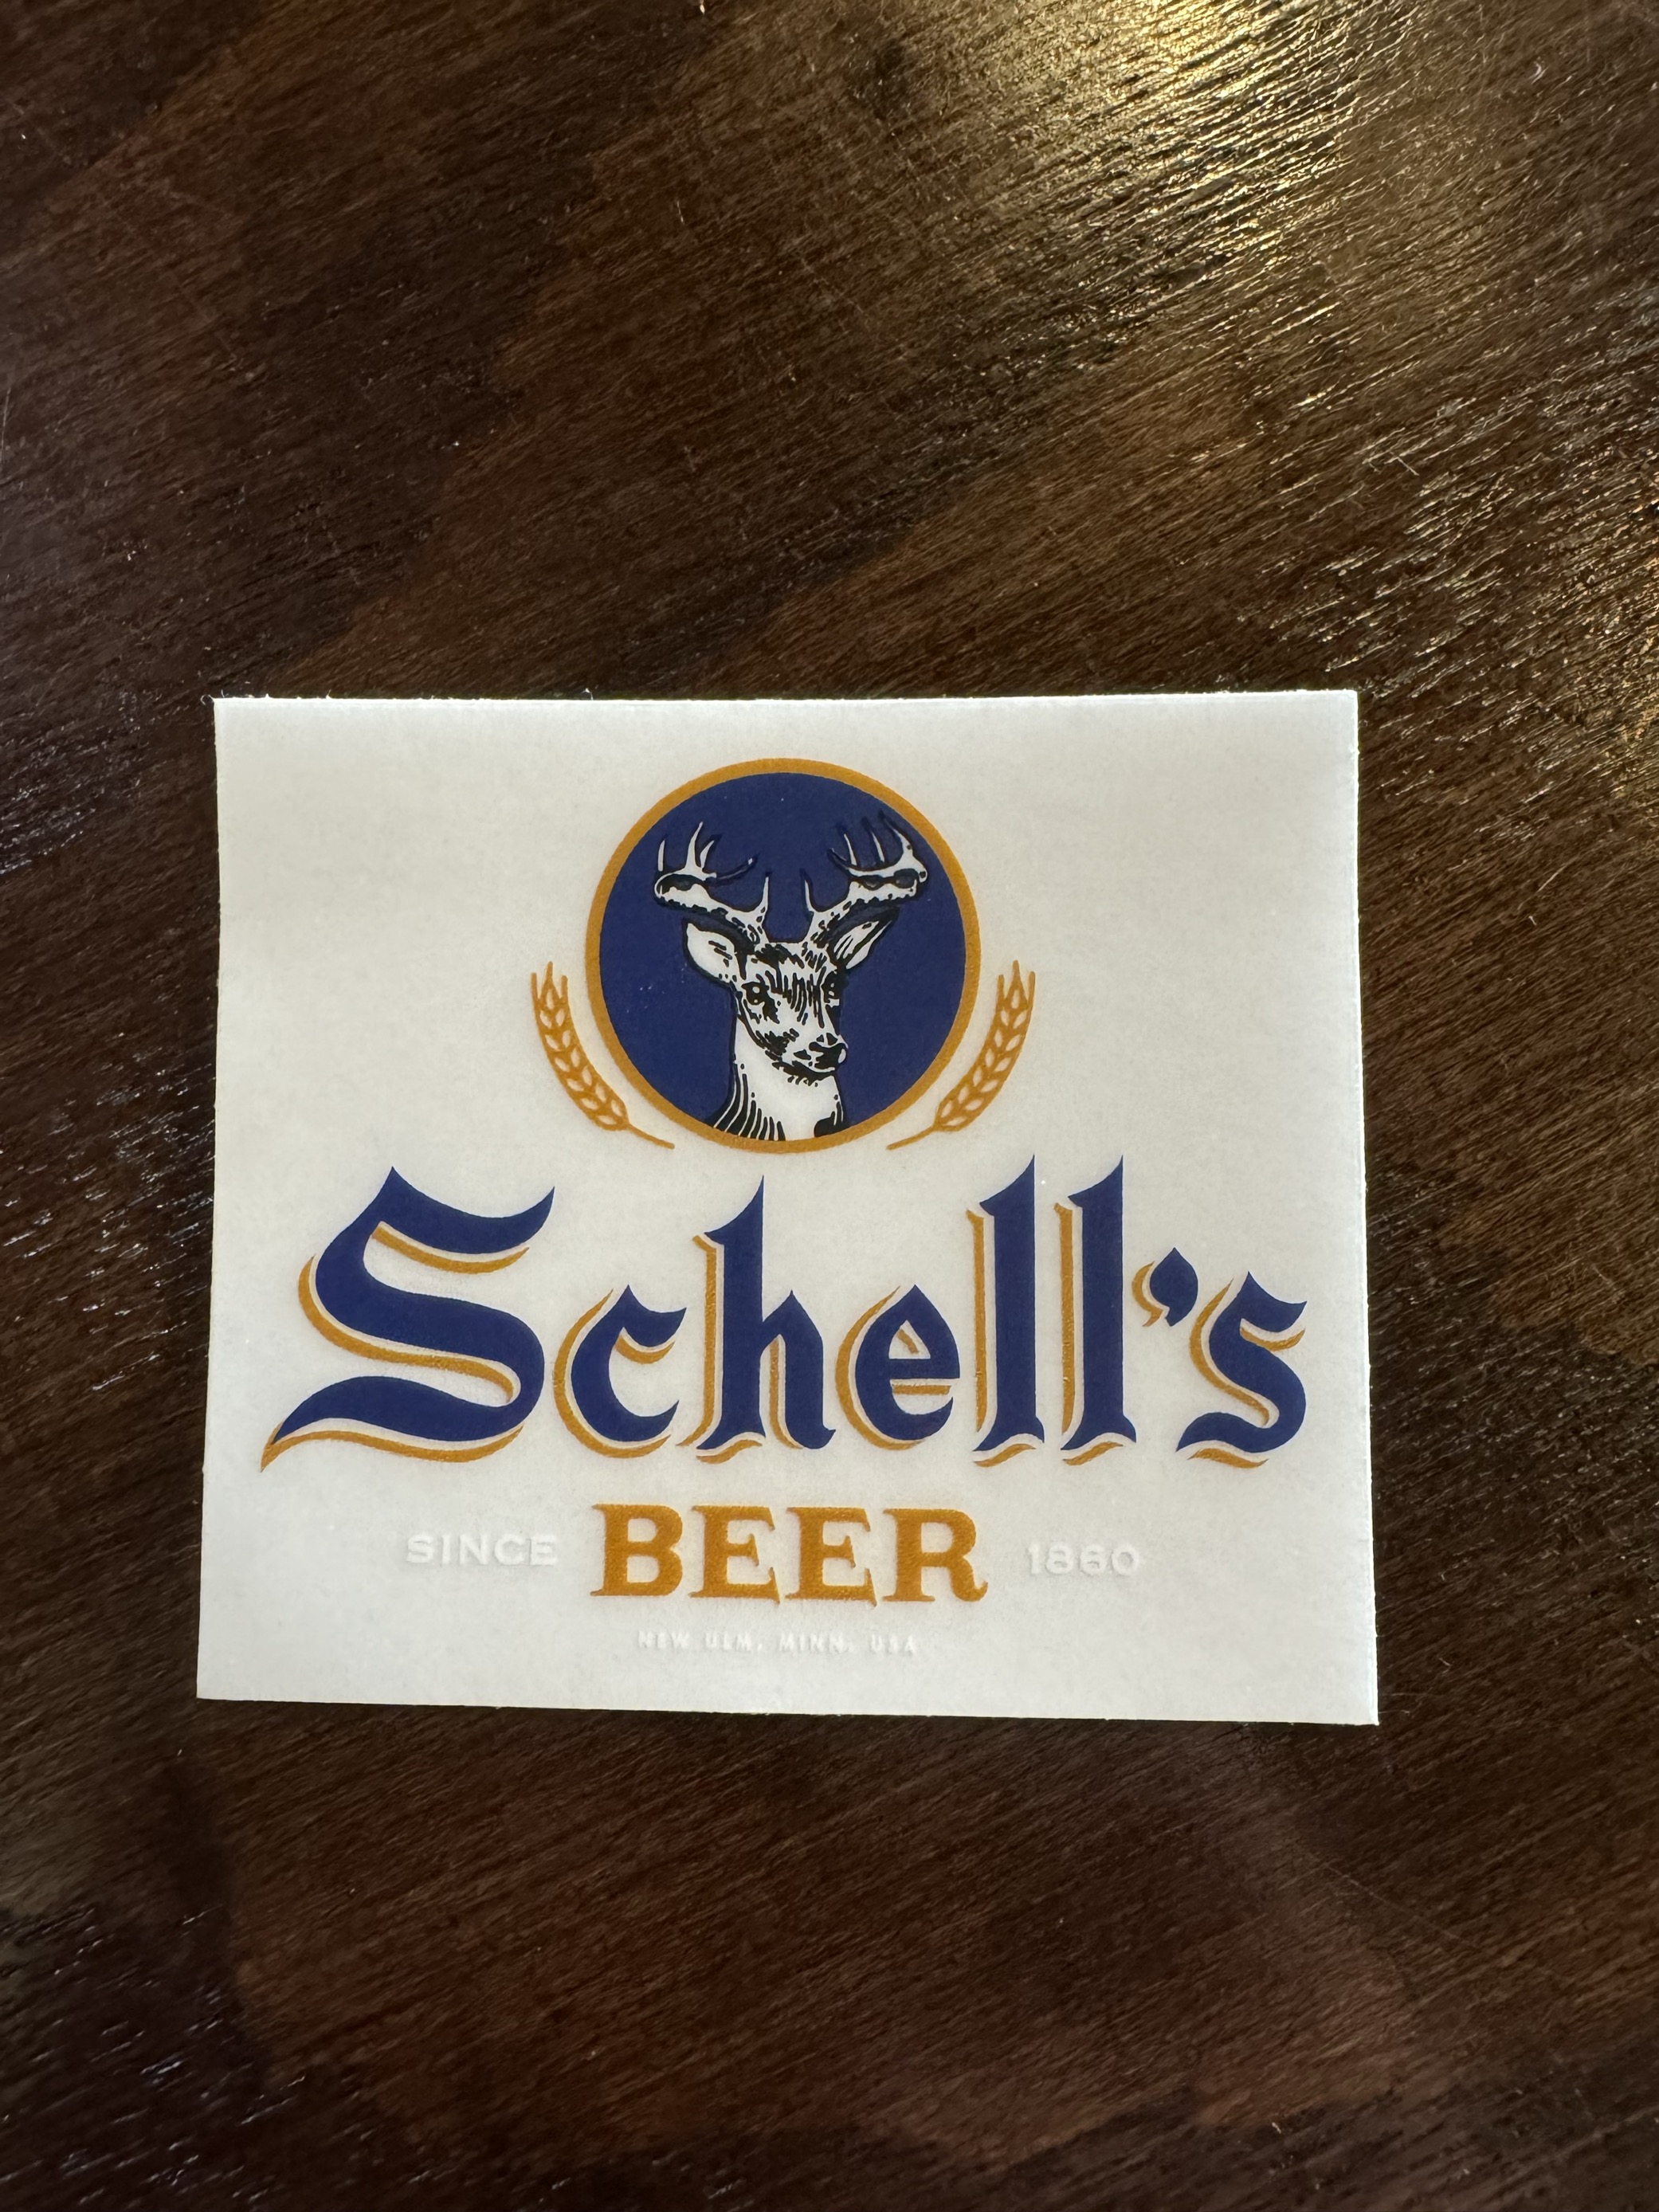 Schell's
SINCE BEER 1860
NEW ULM, MINN, USA